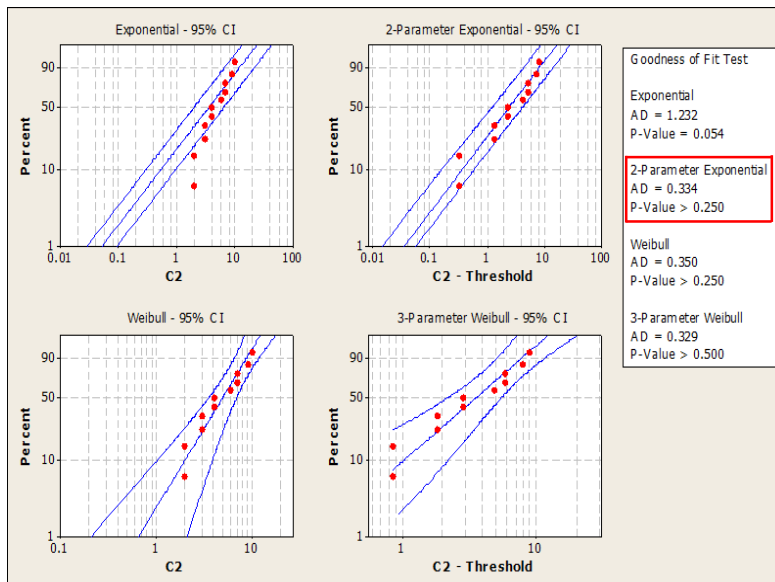 Exponential - 95% CI
90
50
10
1
Percent
0.01 0.1 1 10 100
C2
2-Parameter Exponential - 95% CI
90
50
10
1
Percent
0.01 0.1 1 10 100
C2 - Threshold
Weibull - 95% CI
90
50
10
1
Percent
0.1 1 10
C2
3-Parameter Weibull - 95% CI
90
50
10
1
Percent
1 10
C2 - Threshold
Goodness of Fit Test
Exponential
AD = 1.232
P-Value = 0.054
2-Parameter Exponential
AD = 0.334
P-Value > 0.250
Weibull
AD = 0.350
P-Value > 0.250
3-Parameter Weibull
AD = 0.329
P-Value > 0.500